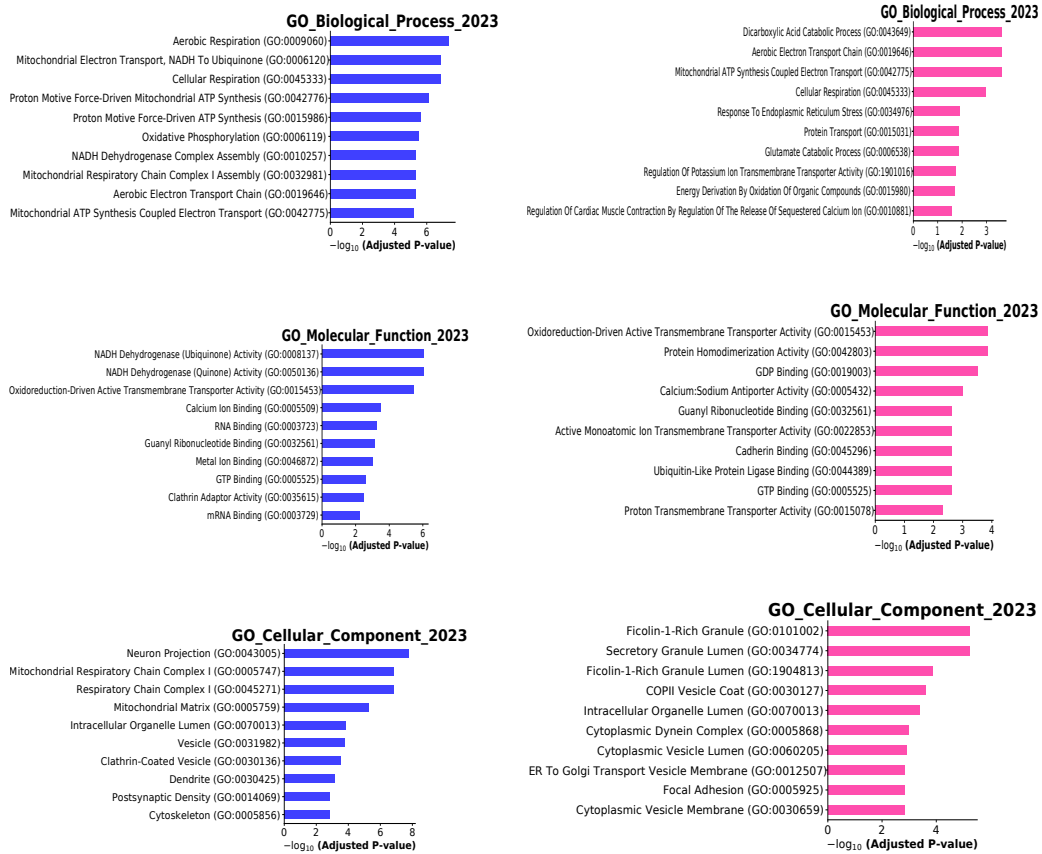 GO_Biological_Process_2023
Aerobic Respiration (GO:0009060)
Mitochondrial Electron Transport, NADH To Ubiquinone (GO:0006120)
Cellular Respiration (GO:0045333)
Proton Motive Force-Driven Mitochondrial ATP Synthesis (GO:0042776)
Proton Motive Force-Driven ATP Synthesis (GO:0015986)
Oxidative Phosphorylation (GO:0006119)
NADH Dehydrogenase Complex Assembly (GO:0010257)
Mitochondrial Respiratory Chain Complex I Assembly (GO:0032981)
Aerobic Electron Transport Chain (GO:0019646)
Mitochondrial ATP Synthesis Coupled Electron Transport (GO:0042775)
0 2 4 6
−log₁₀ (Adjusted P-value)
GO_Biological_Process_2023
Dicarboxylic Acid Catabolic Process (GO:0043649)
Aerobic Electron Transport Chain (GO:0019646)
Mitochondrial ATP Synthesis Coupled Electron Transport (GO:0042775)
Cellular Respiration (GO:0045333)
Response To Endoplasmic Reticulum Stress (GO:0034976)
Protein Transport (GO:0015031)
Glutamate Catabolic Process (GO:0006538)
Regulation Of Potassium Ion Transmembrane Transporter Activity (GO:1901016)
Energy Derivation By Oxidation Of Organic Compounds (GO:0015980)
Regulation Of Cardiac Muscle Contraction By Regulation Of The Release Of Sequestered Calcium Ion (GO:0010881)
0 1 2 3
−log₁₀ (Adjusted P-value)
GO_Molecular_Function_2023
NADH Dehydrogenase (Ubiquinone) Activity (GO:0008137)
NADH Dehydrogenase (Quinone) Activity (GO:0050136)
Oxidoreduction-Driven Active Transmembrane Transporter Activity (GO:0015453)
Calcium Ion Binding (GO:0005509)
RNA Binding (GO:0003723)
Guanyl Ribonucleotide Binding (GO:0032561)
Metal Ion Binding (GO:0046872)
GTP Binding (GO:0005525)
Clathrin Adaptor Activity (GO:0035615)
mRNA Binding (GO:0003729)
0 2 4 6
−log₁₀ (Adjusted P-value)
GO_Molecular_Function_2023
Oxidoreduction-Driven Active Transmembrane Transporter Activity (GO:0015453)
Protein Homodimerization Activity (GO:0042803)
GDP Binding (GO:0019003)
Calcium:Sodium Antiporter Activity (GO:0005432)
Guanyl Ribonucleotide Binding (GO:0032561)
Active Monoatomic Ion Transmembrane Transporter Activity (GO:0022853)
Cadherin Binding (GO:0045296)
Ubiquitin-Like Protein Ligase Binding (GO:0044389)
GTP Binding (GO:0005525)
Proton Transmembrane Transporter Activity (GO:0015078)
0 1 2 3 4
−log₁₀ (Adjusted P-value)
GO_Cellular_Component_2023
Neuron Projection (GO:0043005)
Mitochondrial Respiratory Chain Complex I (GO:0005747)
Respiratory Chain Complex I (GO:0045271)
Mitochondrial Matrix (GO:0005759)
Intracellular Organelle Lumen (GO:0070013)
Vesicle (GO:0031982)
Clathrin-Coated Vesicle (GO:0030136)
Dendrite (GO:0030425)
Postsynaptic Density (GO:0014069)
Cytoskeleton (GO:0005856)
0 2 4 6 8
−log₁₀ (Adjusted P-value)
GO_Cellular_Component_2023
Ficolin-1-Rich Granule (GO:0101002)
Secretory Granule Lumen (GO:0034774)
Ficolin-1-Rich Granule Lumen (GO:1904813)
COPII Vesicle Coat (GO:0030127)
Intracellular Organelle Lumen (GO:0070013)
Cytoplasmic Dynein Complex (GO:0005868)
Cytoplasmic Vesicle Lumen (GO:0060205)
ER To Golgi Transport Vesicle Membrane (GO:0012507)
Focal Adhesion (GO:0005925)
Cytoplasmic Vesicle Membrane (GO:0030659)
0 2 4
−log₁₀ (Adjusted P-value)